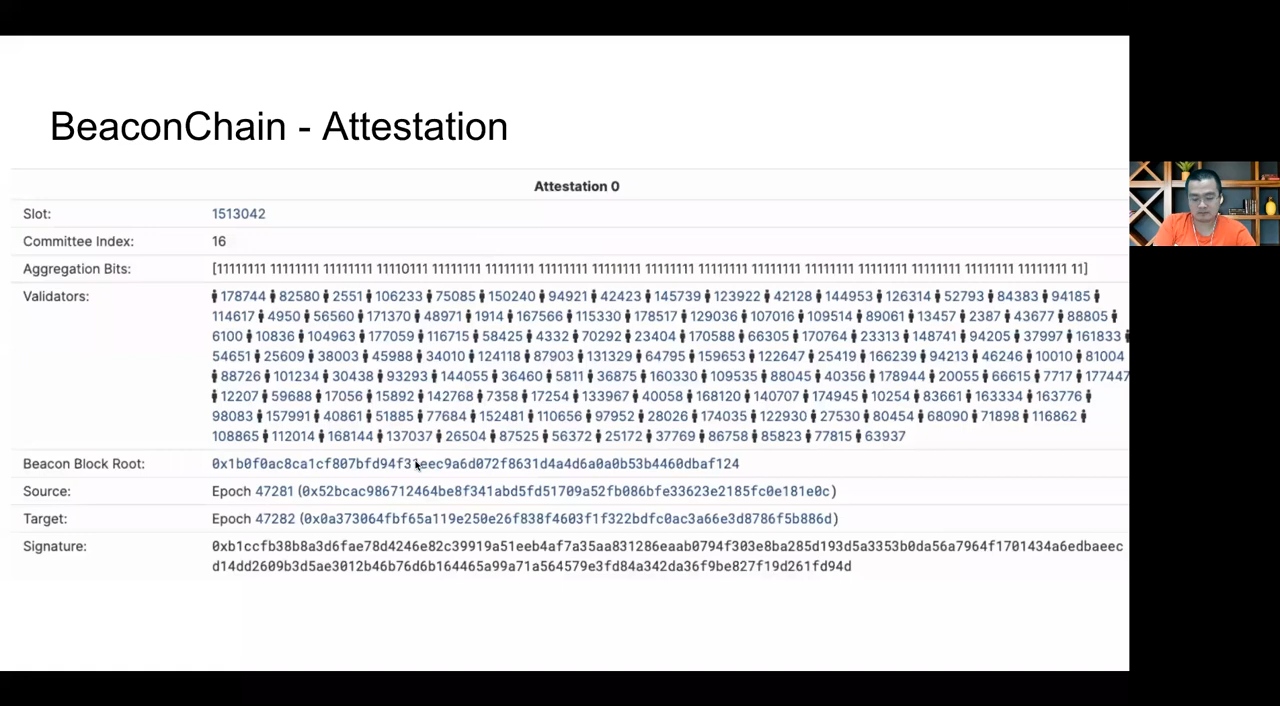 BeaconChain - Attestation
Attestation 0
Slot: 1513042
Committee Index: 16
Aggregation Bits: [11111111 11111111 11111111 11110111 11111111 11111111 11111111 11111111 11111111 11111111 11111111 11111111 11111111 11111111 11111111 11111111 11]
Validators: 178744 82580 2551 106233 75085 150240 94921 42423 145739 123922 42128 144953 126314 52793 84383 94185
114617 4950 56560 171370 48971 1914 167566 115330 178517 129036 107016 109514 89061 13457 2387 43677 88805
6100 10836 104963 177059 116715 58425 4332 70292 23404 170588 66305 170764 23313 148741 94205 37997 161833
54651 25609 38003 45988 34010 124118 87903 131329 64795 159653 122647 25419 166239 94213 46246 10010 81004
88726 101234 30438 93293 144055 36460 5811 36875 160330 109535 88045 40356 178944 20055 66615 7717 177447
12207 59688 17056 15892 142768 7358 17254 133967 40058 168120 140707 174945 10254 83661 163334 163776
98083 157991 40861 51885 77684 152481 110656 97952 28026 174035 122930 27530 80454 68090 71898 116862
108865 112014 168144 137037 26504 87525 56372 25172 37769 86758 85823 77815 63937
Beacon Block Root: 0x1b0f0ac8ca1cf807bfd94f31eec9a6d072f8631d4a4d6a0a0b53b4460dbaf124
Source: Epoch 47281 (0x52bcac986712464be8f341abd5fd51709a52fb086bfe33623e2185fc0e181e0c)
Target: Epoch 47282 (0x0a373064fbf65a119e250e26f838f4603f1f322bdfc0ac3a66e3d8786f5b886d)
Signature: 0xb1ccfb38b8a3d6fae78d4246e82c39919a51eeb4af7a35aa831286eaab0794f303e8ba285d193d5a3353b0da56a7964f1701434a6edbaeec
d14dd2609b3d5ae3012b46b76d6b164465a99a71a564579e3fd84a342da36f9be827f19d261fd94d